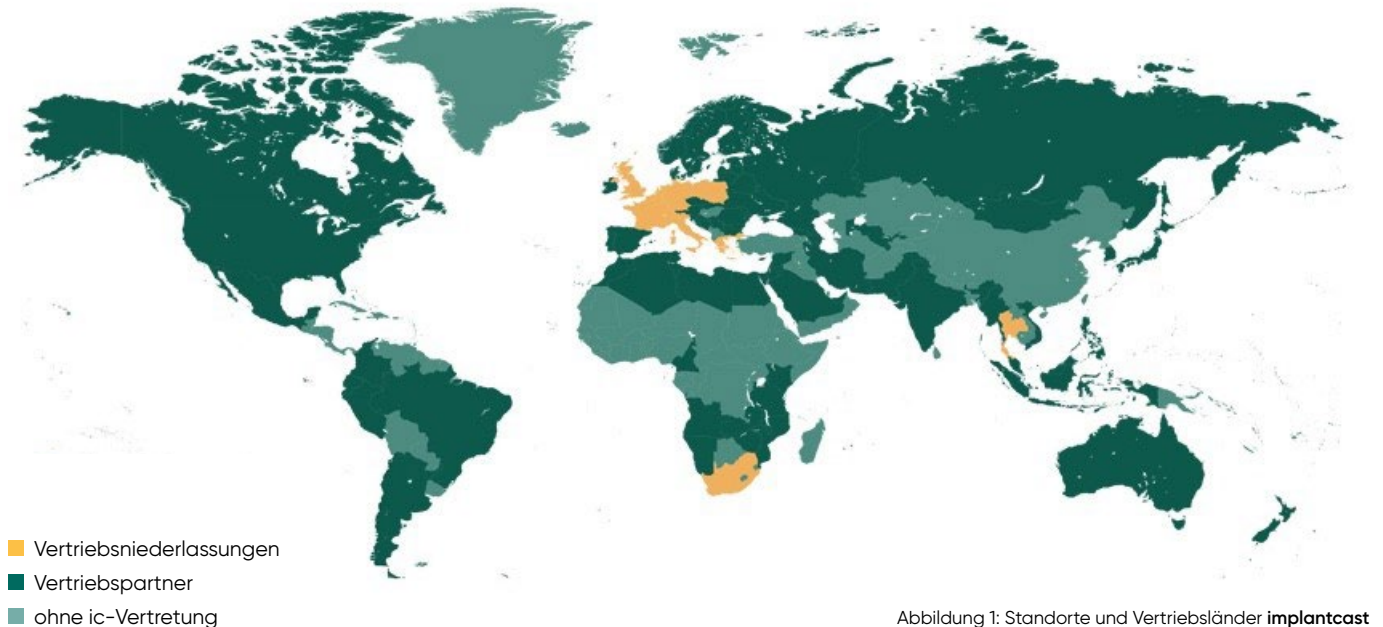 Vertriebsniederlassungen
Vertriebspartner
ohne ic-Vertretung
Abbildung 1: Standorte und Vertriebsländer implantcast